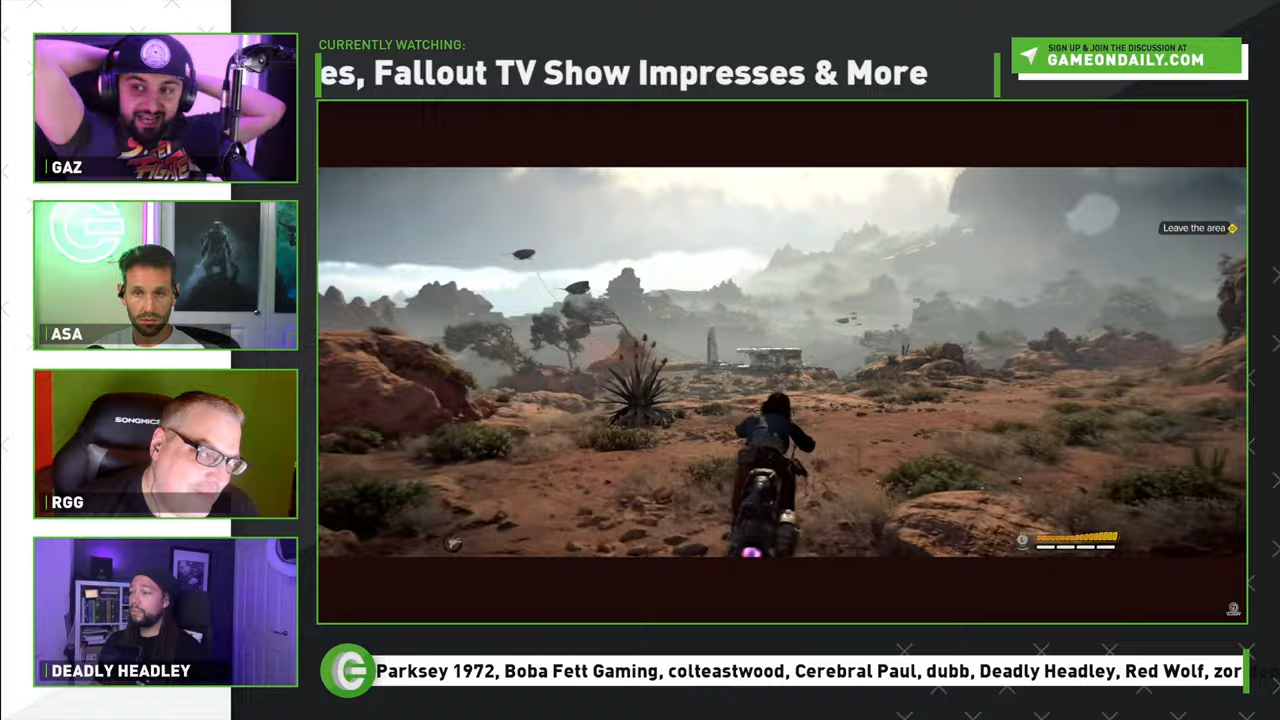 CURRENTLY WATCHING:
es, Fallout TV Show Impresses & More
SIGN UP & JOIN THE DISCUSSION AT
GAMEONDAILY.COM
GAZ
ASA
SONGMICS
RGG
DEADLY HEADLEY
Leave the area
Parksey 1972, Boba Fett Gaming, colteastwood, Cerebral Paul, dubb, Deadly Headley, Red Wolf, zor